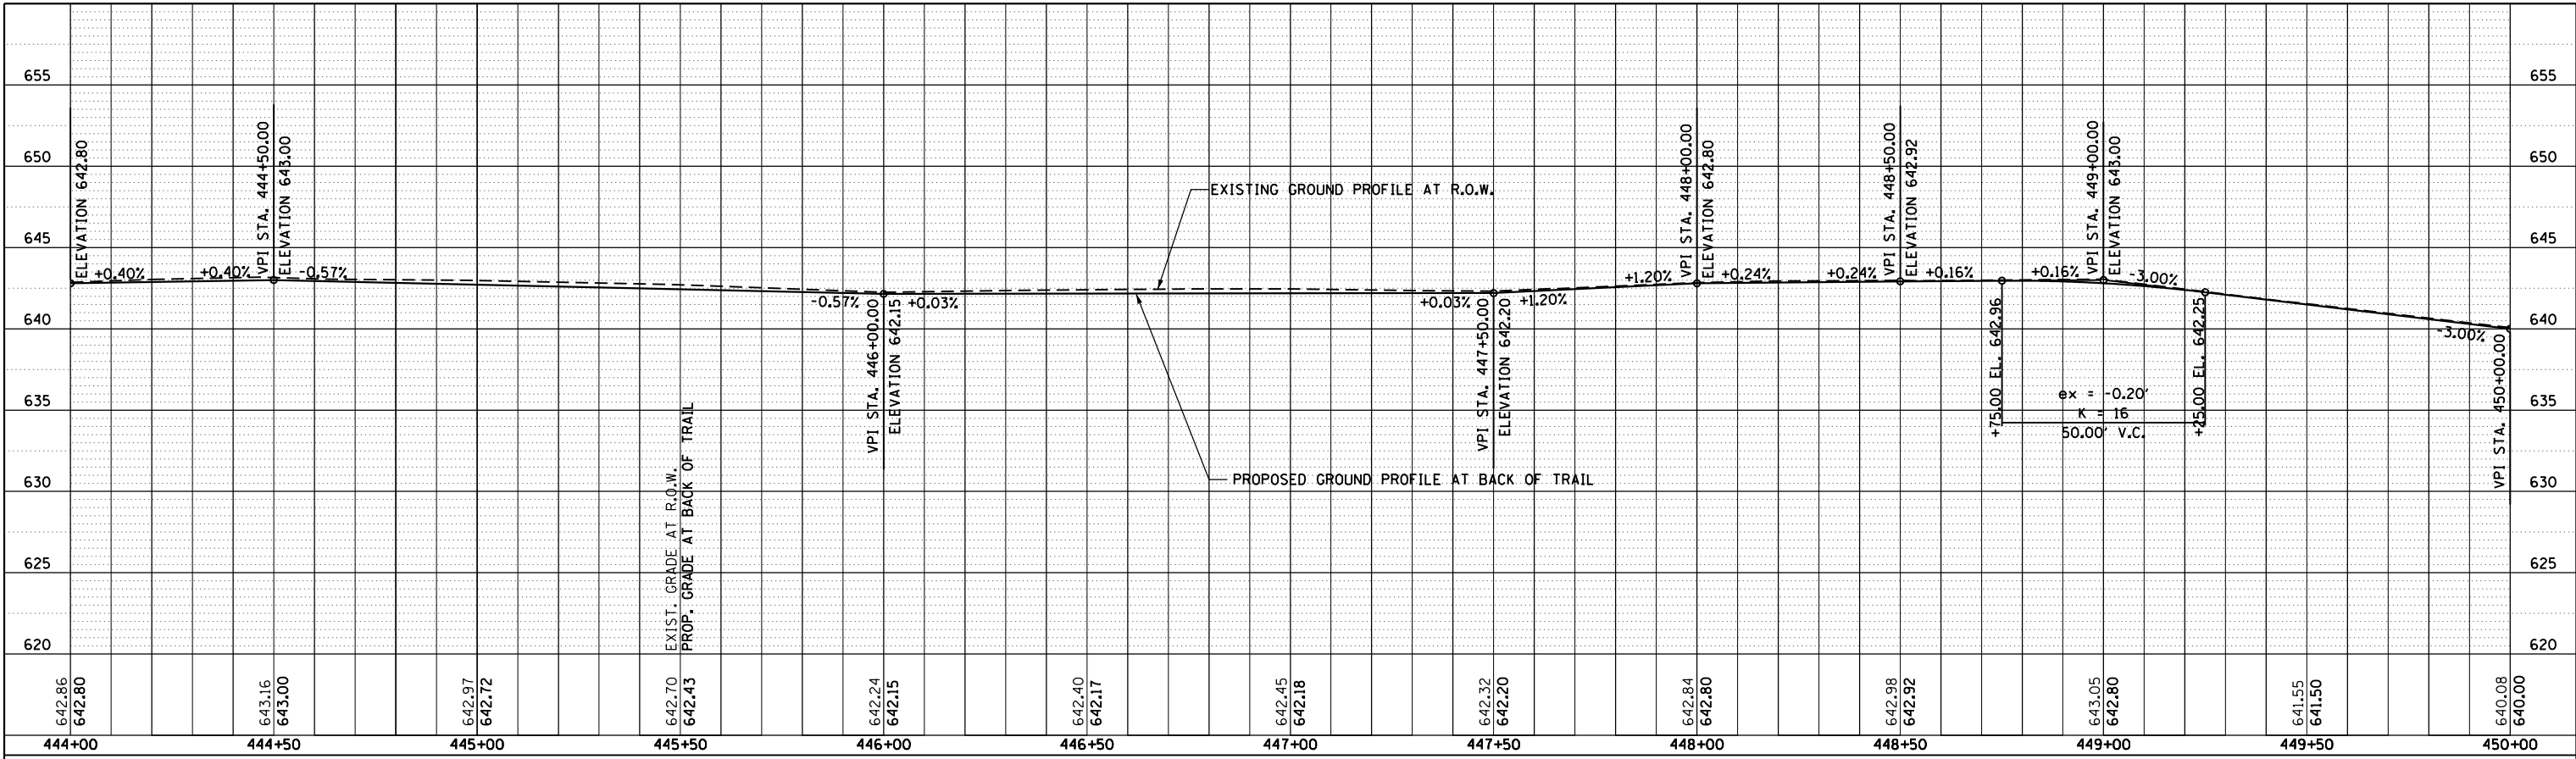 655 655
650 650
645 645
640 640
635 635
630 630
625 625
620 620
ELEVATION 642.80
+0.40%
+0.40%
VPI STA. 444+50.00
ELEVATION 643.00
-0.57%
-0.57%
VPI STA. 446+00.00
ELEVATION 642.15
+0.03%
EXISTING GROUND PROFILE AT R.O.W.
PROPOSED GROUND PROFILE AT BACK OF TRAIL
EXIST. GRADE AT R.O.W.
PROP. GRADE AT BACK OF TRAIL
+0.03%
VPI STA. 447+50.00
ELEVATION 642.20
+1.20%
+1.20%
VPI STA. 448+00.00
ELEVATION 642.80
+0.24%
+0.24%
VPI STA. 448+50.00
ELEVATION 642.92
+0.16%
+0.16%
VPI STA. 449+00.00
ELEVATION 643.00
-3.00%
+75.00 EL. 642.96
ex = -0.20'
K = 16
50.00' V.C.
+25.00 EL. 642.25
-3.00%
VPI STA. 450+00.00
642.86
642.80
643.16
643.00
642.97
642.72
642.70
642.43
642.24
642.15
642.40
642.17
642.45
642.18
642.32
642.20
642.84
642.80
642.98
642.92
643.05
642.80
641.55
641.50
640.08
640.00
444+00 444+50 445+00 445+50 446+00 446+50 447+00 447+50 448+00 448+50 449+00 449+50 450+00